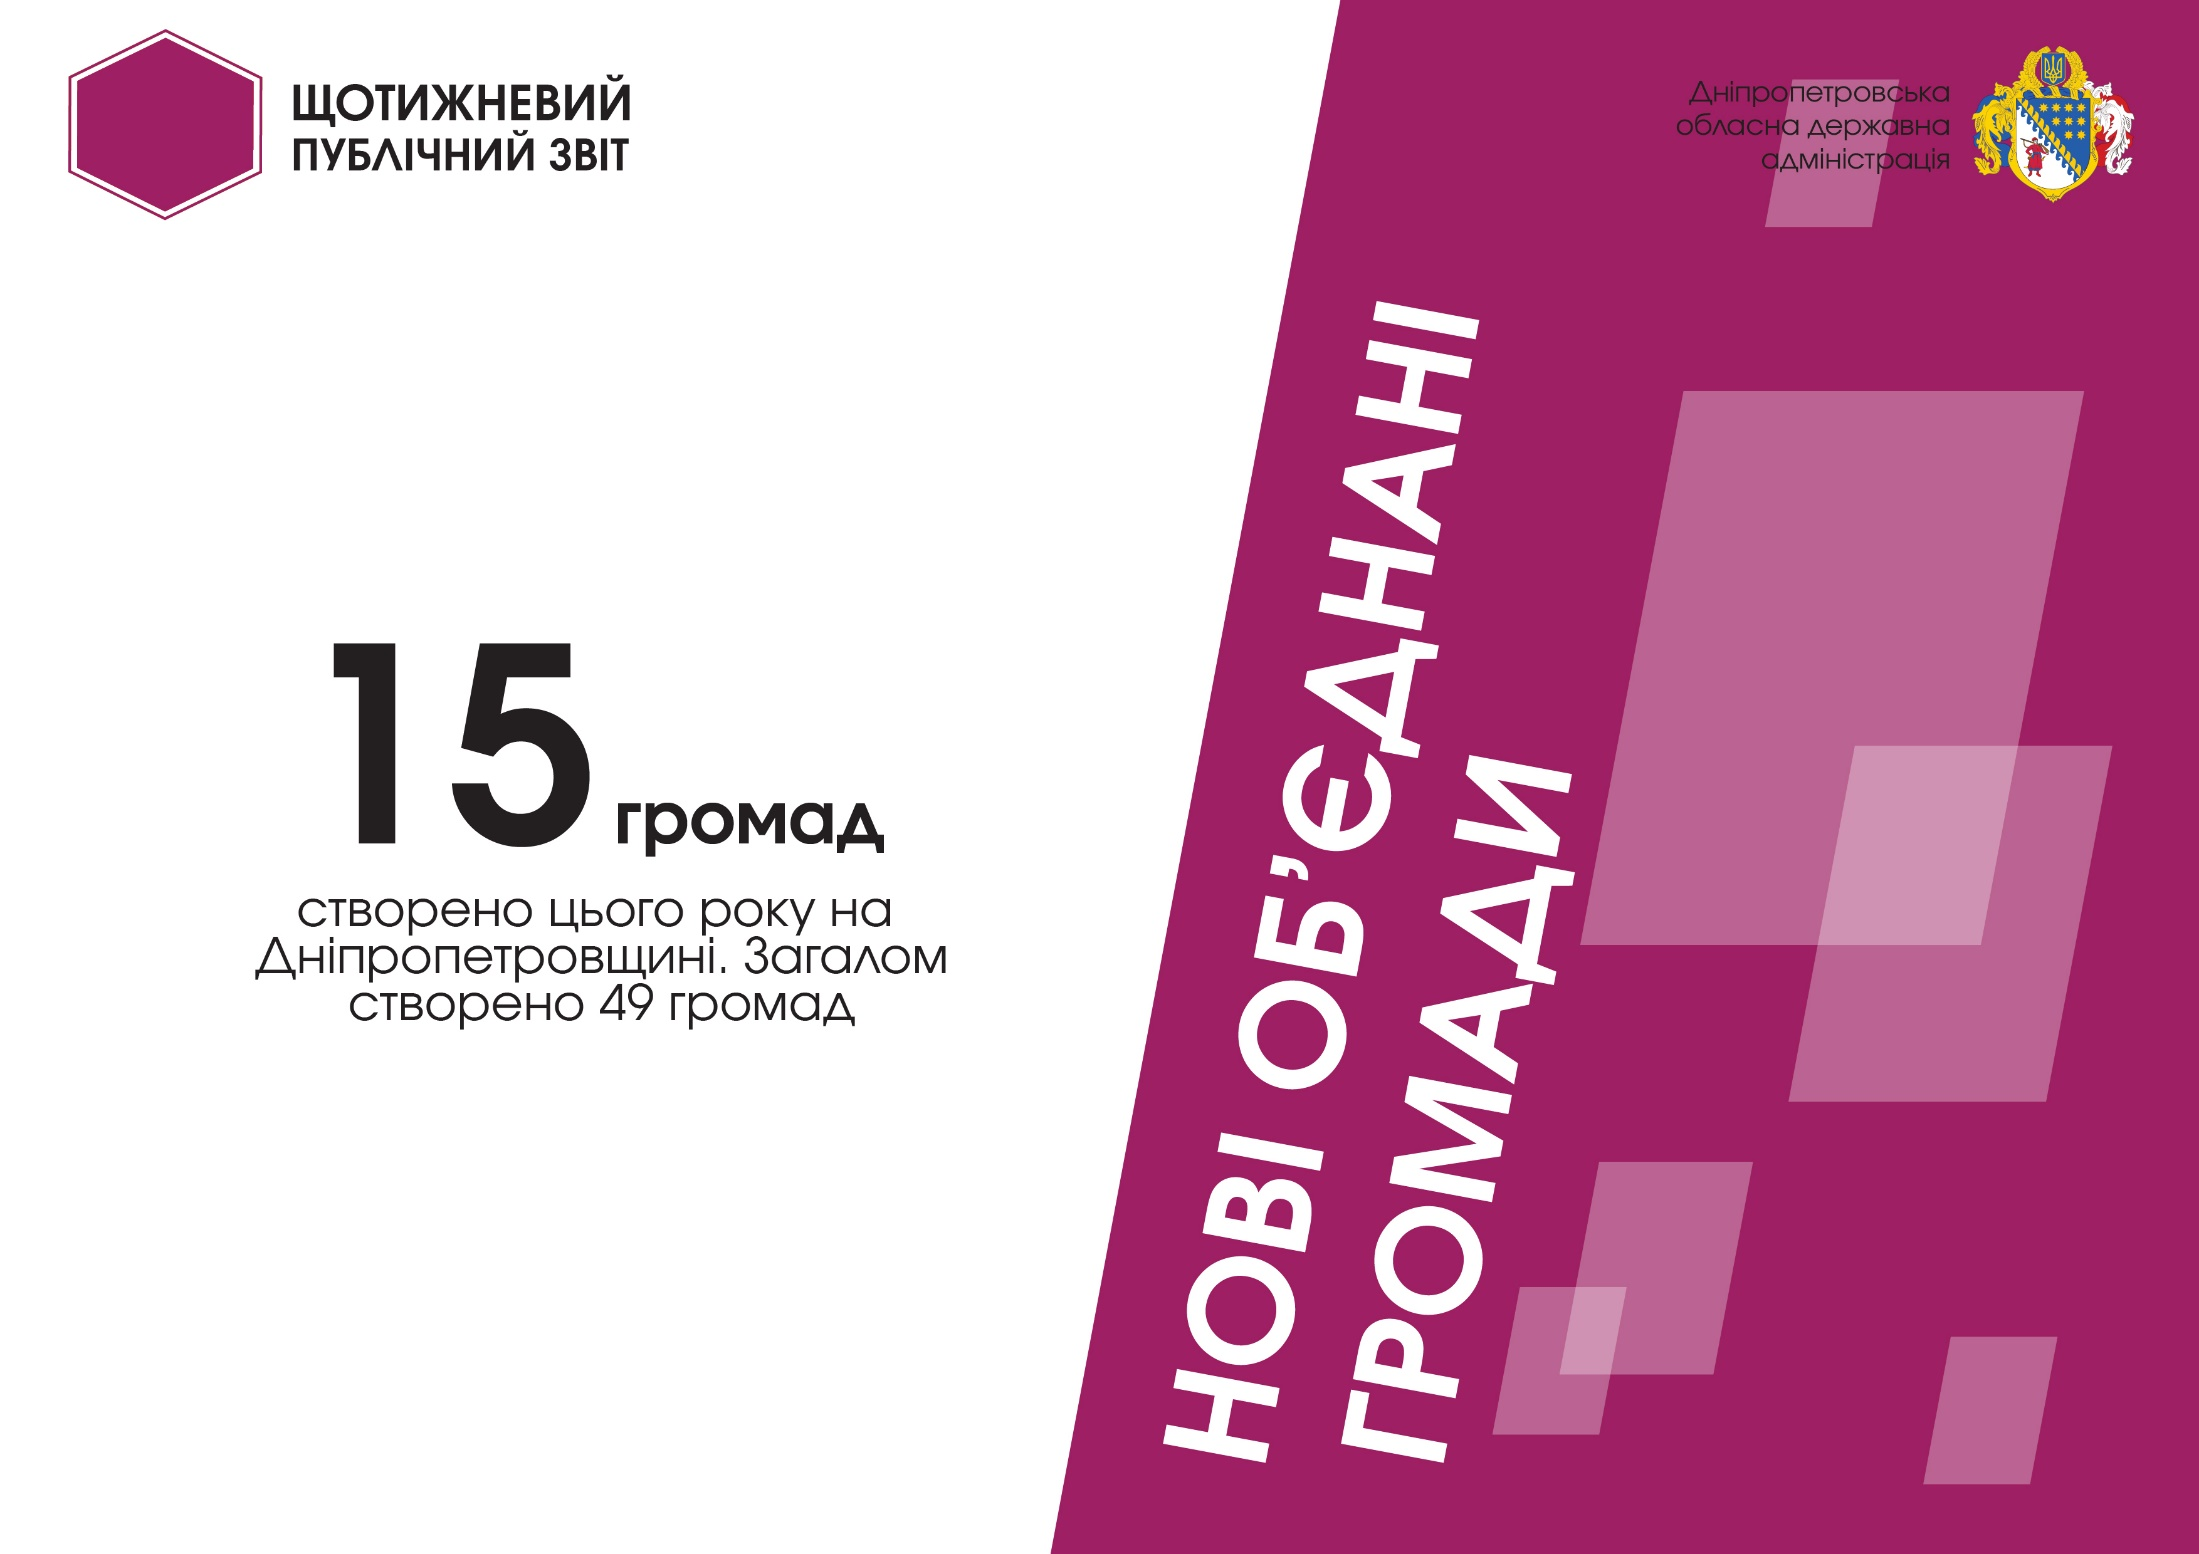 ЩОТИЖНЕВИЙ
ПУБЛІЧНИЙ ЗВІТ
Дніпропетровська
обласна державна
адміністрація
15 громад
створено цього року на
Дніпропетровщині. Загалом
створено 49 громад
НОВІ ОБ’ЄДНАНІ
ГРОМАДИ